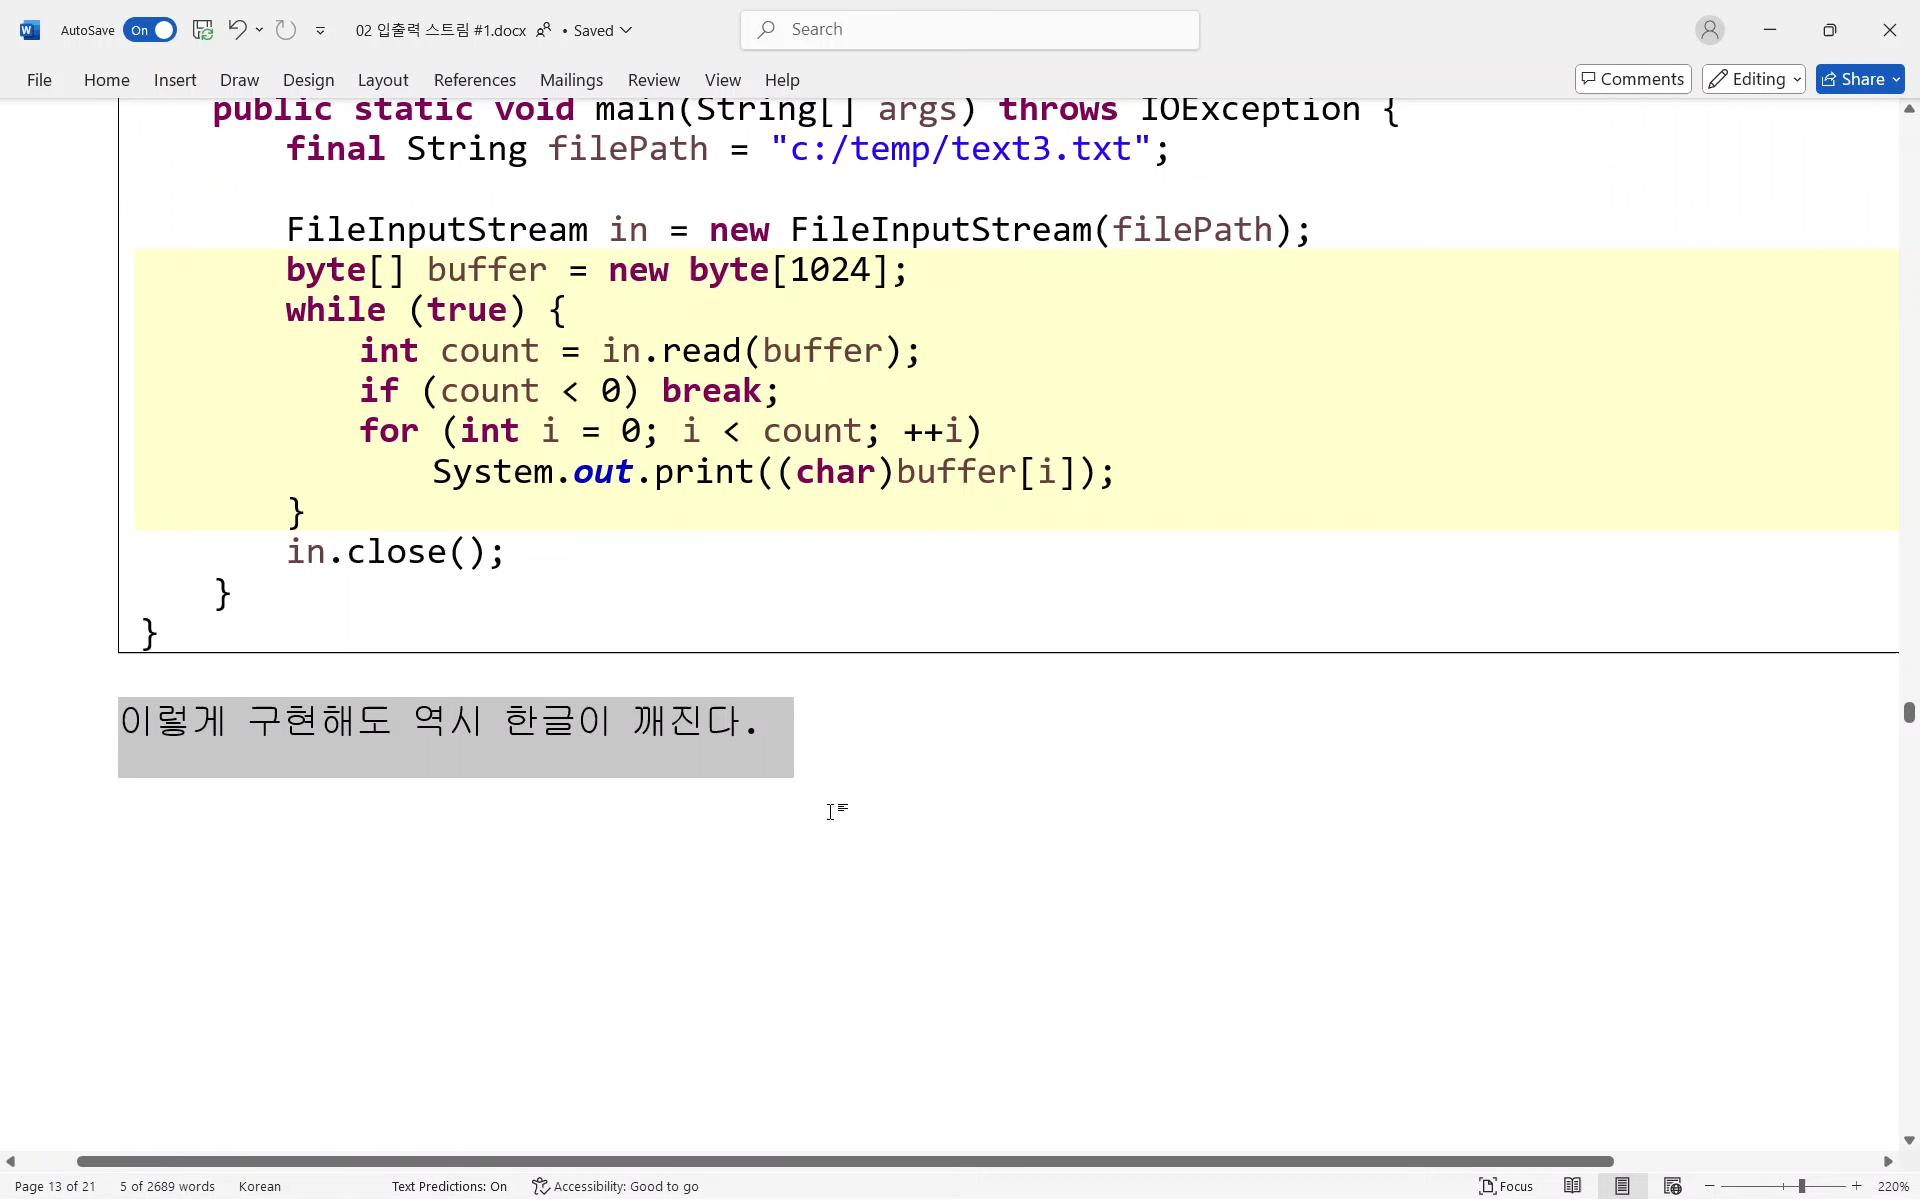 AutoSave On 02 입출력 스트림 #1.docx • Saved Search
File Home Insert Draw Design Layout References Mailings Review View Help Comments Editing Share
public static void main(String[] args) throws IOException {
final String filePath = "c:/temp/text3.txt";
FileInputStream in = new FileInputStream(filePath);
byte[] buffer = new byte[1024];
while (true) {
int count = in.read(buffer);
if (count < 0) break;
for (int i = 0; i < count; ++i)
System.out.print((char)buffer[i]);
}
in.close();
}
}
이렇게 구현해도 역시 한글이 깨진다.
Page 13 of 21 5 of 2689 words Korean Text Predictions: On Accessibility: Good to go Focus 220%